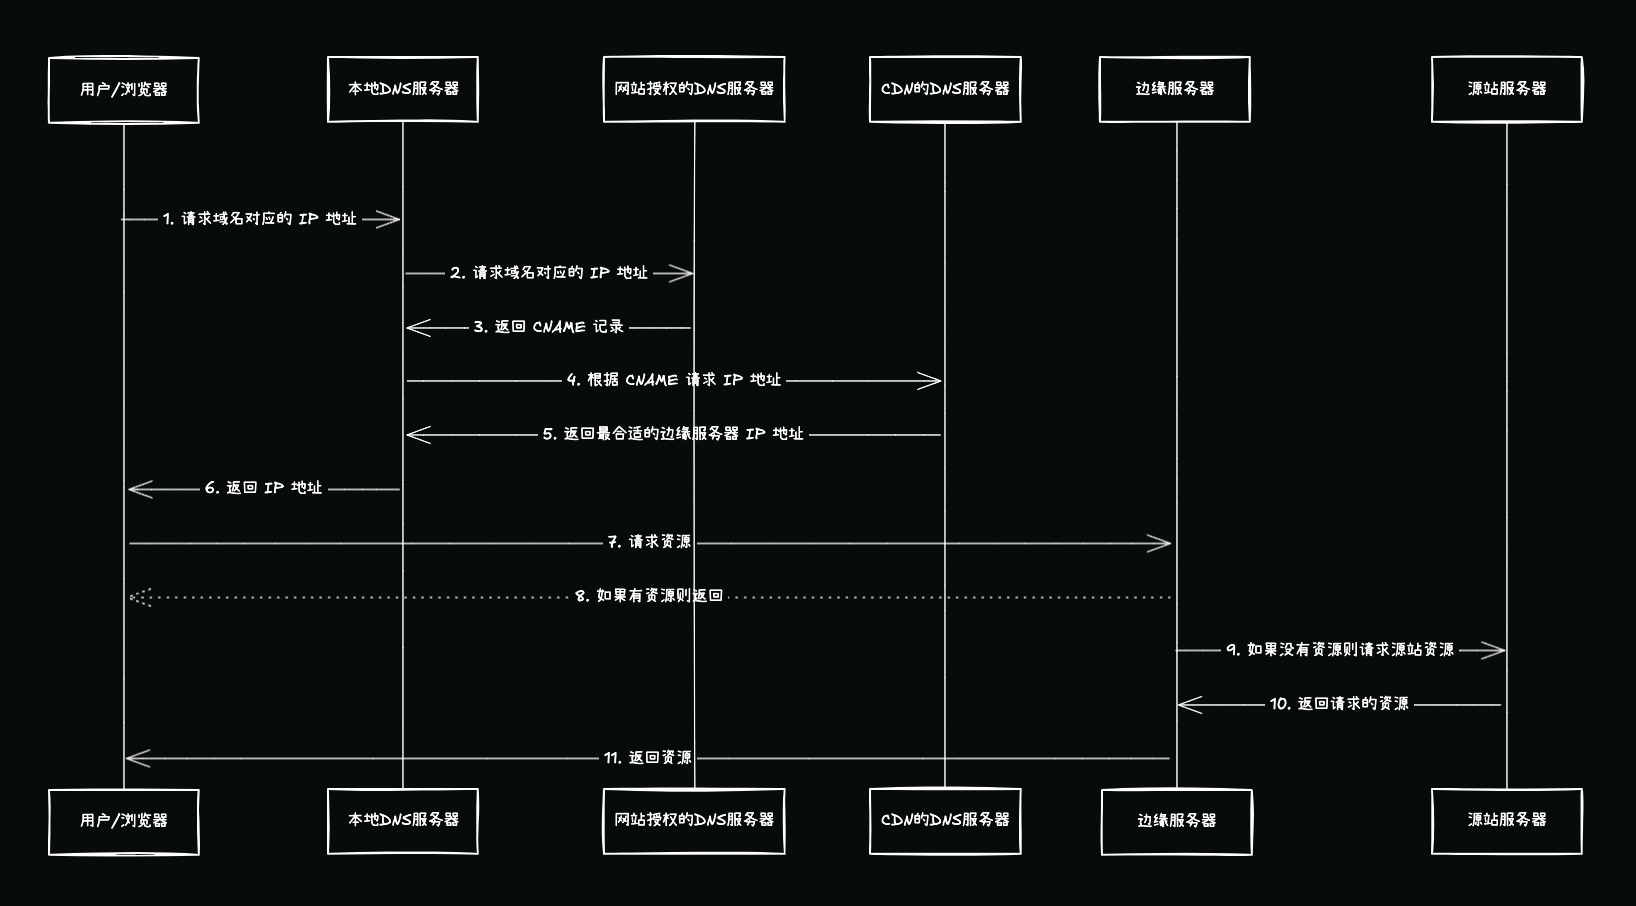 用户/浏览器
本地DNS服务器
网站授权的DNS服务器
CDN的DNS服务器
边缘服务器
源站服务器
1. 请求域名对应的 IP 地址
2. 请求域名对应的 IP 地址
3. 返回 CNAME 记录
4. 根据 CNAME 请求 IP 地址
5. 返回最合适的边缘服务器 IP 地址
6. 返回 IP 地址
7. 请求资源
8. 如果有资源则返回
9. 如果没有资源则请求源站资源
10. 返回请求的资源
11. 返回资源
用户/浏览器
本地DNS服务器
网站授权的DNS服务器
CDN的DNS服务器
边缘服务器
源站服务器